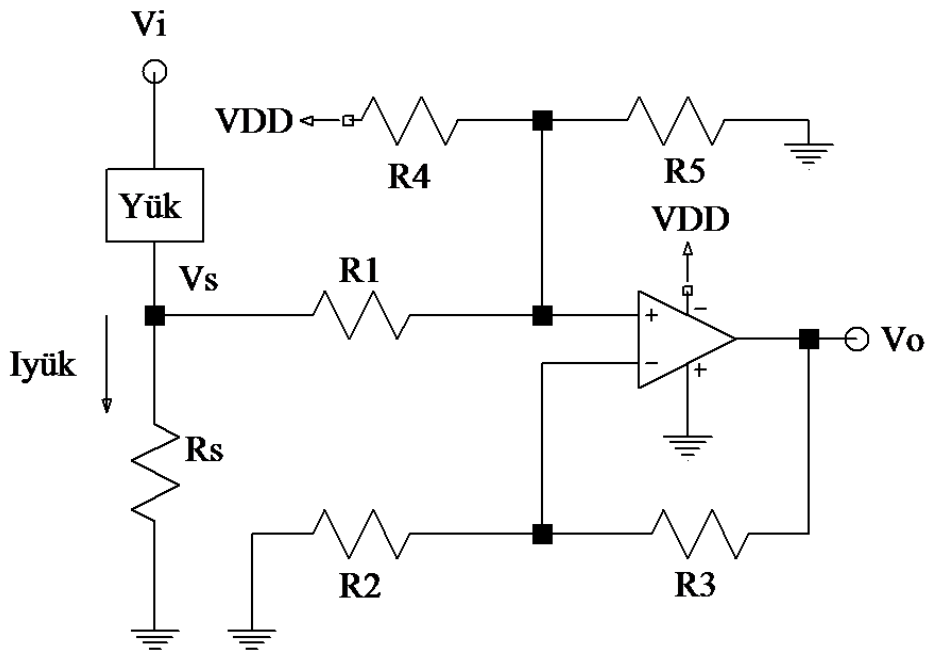 Vi
VDD
R4
R5
Yük
VDD
Vs
R1
+
-
Vo
-
+
Iyük
Rs
R2
R3